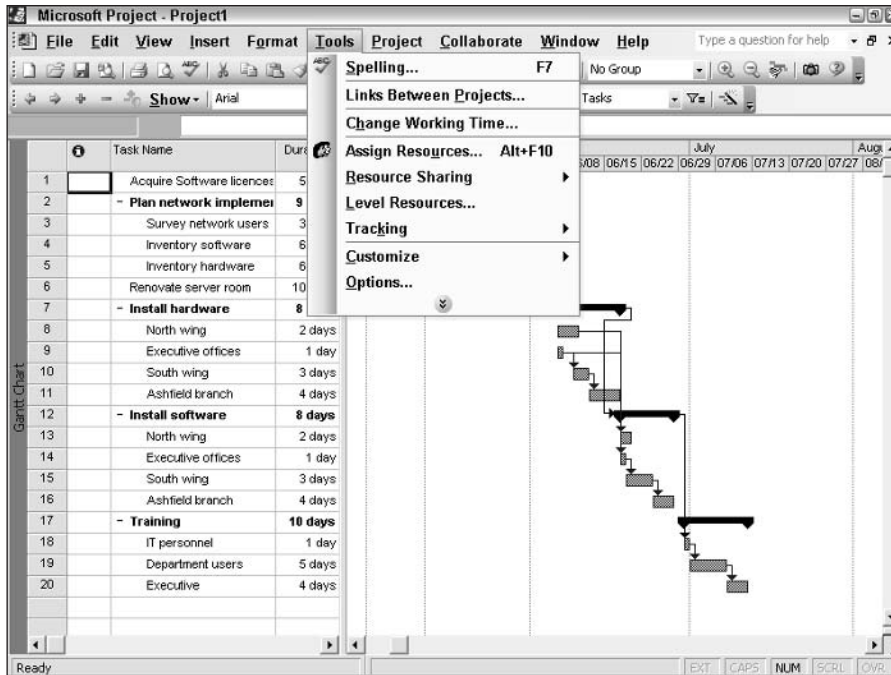 Microsoft Project - Project1
File Edit View Insert Format Tools Project Collaborate Window Help Type a question for help
No Group
Show Arial Tasks
Spelling... F7
Links Between Projects...
Change Working Time...
Assign Resources... Alt+F10
Resource Sharing
Level Resources...
Tracking
Customize
Options...
Task Name July
06/15 06/22 06/29 07/06 07/13 07/20 07/27
1 Acquire Software licences 5
2 - Plan network implemen 9
3 Survey network users 3
4 Inventory software 6
5 Inventory hardware 6
6 Renovate server room 10
7 - Install hardware 8
8 North wing 2 days
9 Executive offices 1 day
10 South wing 3 days
11 Ashfield branch 4 days
12 - Install software 8 days
13 North wing 2 days
14 Executive offices 1 day
15 South wing 3 days
16 Ashfield branch 4 days
17 - Training 10 days
18 IT personnel 1 day
19 Department users 5 days
20 Executive 4 days
Gantt Chart
Ready EXT CAPS NUM SCRL OVR